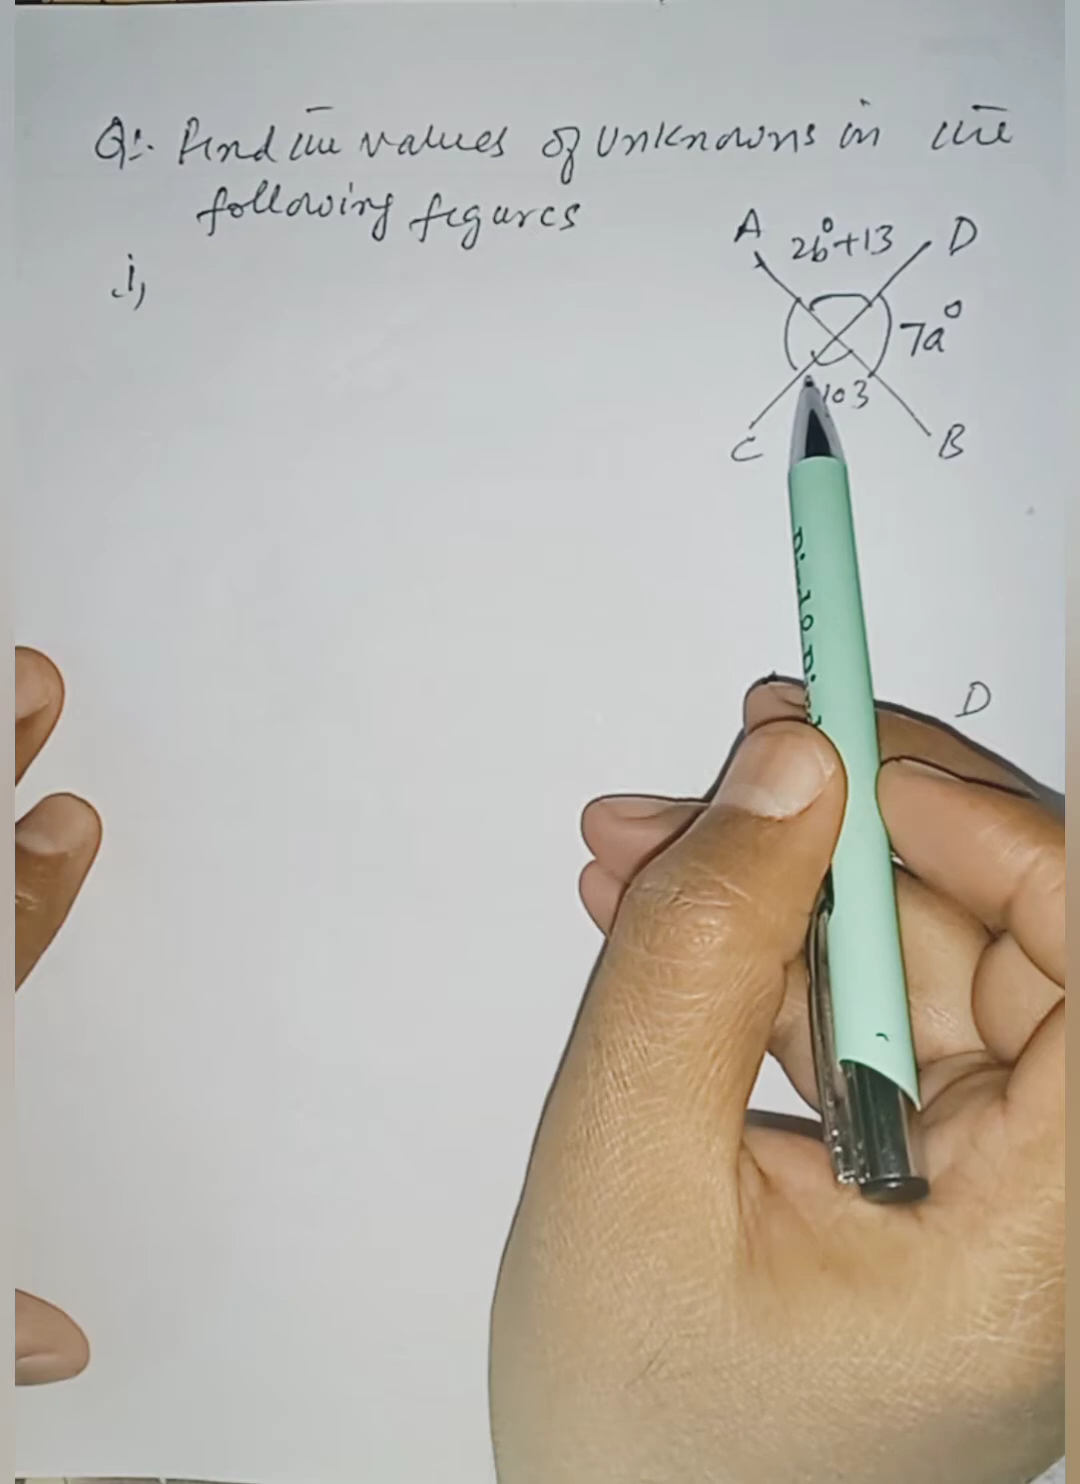 Q:. Find the values of unknowns in the
following figures
i,
A 2b°+13 D
7a°
103
C B
D